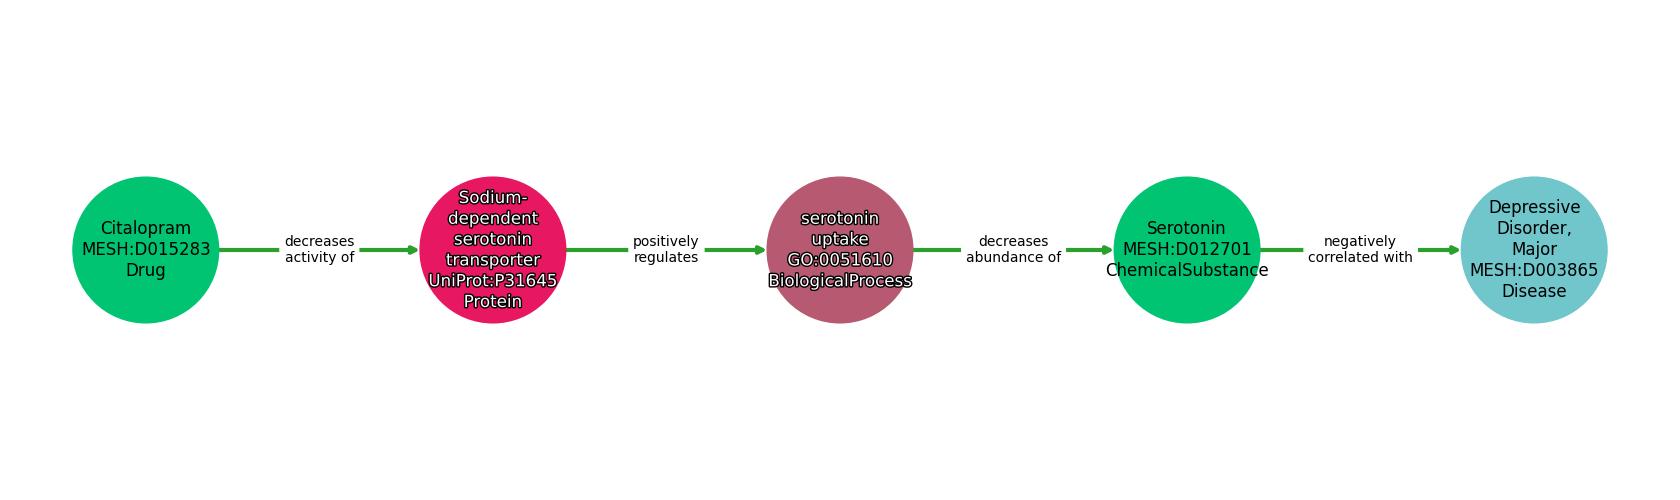 Citalopram
MESH:D015283
Drug
decreases
activity of
Sodium-
dependent
serotonin
transporter
UniProt:P31645
Protein
positively
regulates
serotonin
uptake
GO:0051610
BiologicalProcess
decreases
abundance of
Serotonin
MESH:D012701
ChemicalSubstance
negatively
correlated with
Depressive
Disorder,
Major
MESH:D003865
Disease